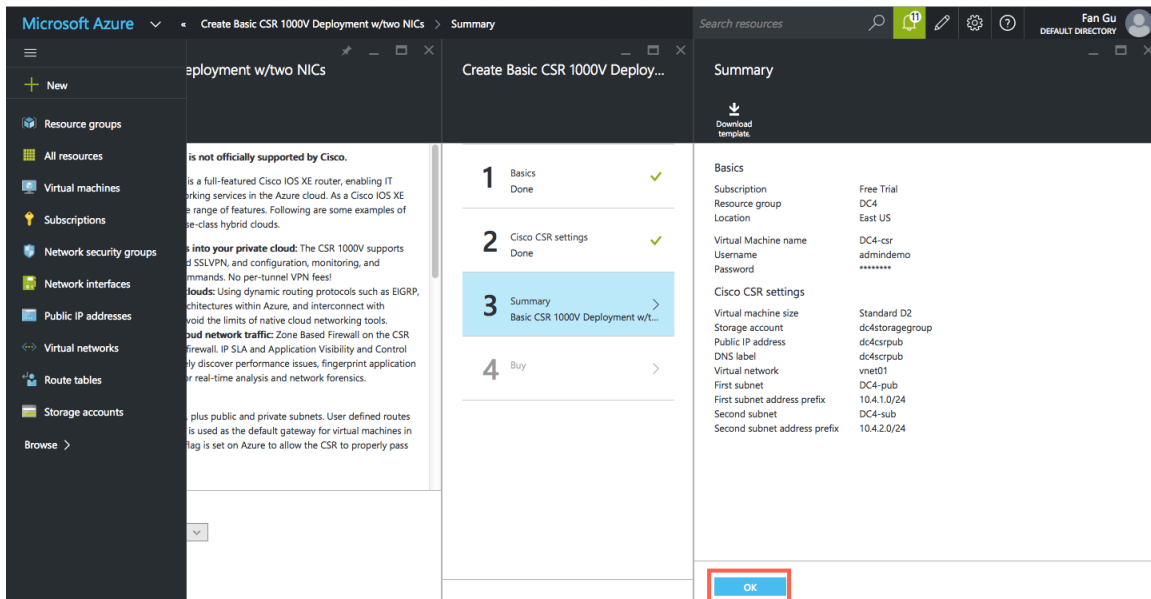 Microsoft Azure
« Create Basic CSR 1000V Deployment w/two NICs > Summary
Search resources
11
Fan Gu
DEFAULT DIRECTORY
New
Resource groups
All resources
Virtual machines
Subscriptions
Network security groups
Network interfaces
Public IP addresses
Virtual networks
Route tables
Storage accounts
Browse >
eployment w/two NICs
is not officially supported by Cisco.
is a full-featured Cisco IOS XE router, enabling IT
orking services in the Azure cloud. As a Cisco IOS XE
e range of features. Following are some examples of
se-class hybrid clouds.
s into your private cloud: The CSR 1000V supports
d SSLVPN, and configuration, monitoring, and
mmands. No per-tunnel VPN fees!
louds: Using dynamic routing protocols such as EIGRP,
chitectures within Azure, and interconnect with
void the limits of native cloud networking tools.
oud network traffic: Zone Based Firewall on the CSR
firewall. IP SLA and Application Visibility and Control
ely discover performance issues, fingerprint application
or real-time analysis and network forensics.
, plus public and private subnets. User defined routes
is used as the default gateway for virtual machines in
flag is set on Azure to allow the CSR to properly pass
Create Basic CSR 1000V Deploy...
1 Basics
Done
2 Cisco CSR settings
Done
3 Summary
Basic CSR 1000V Deployment w/t...
4 Buy
Summary
Download
template
Basics
Subscription Free Trial
Resource group DC4
Location East US
Virtual Machine name DC4-csr
Username admindemo
Password ********
Cisco CSR settings
Virtual machine size Standard D2
Storage account dc4storagegroup
Public IP address dc4csrpub
DNS label dc4scrpub
Virtual network vnet01
First subnet DC4-pub
First subnet address prefix 10.4.1.0/24
Second subnet DC4-sub
Second subnet address prefix 10.4.2.0/24
OK